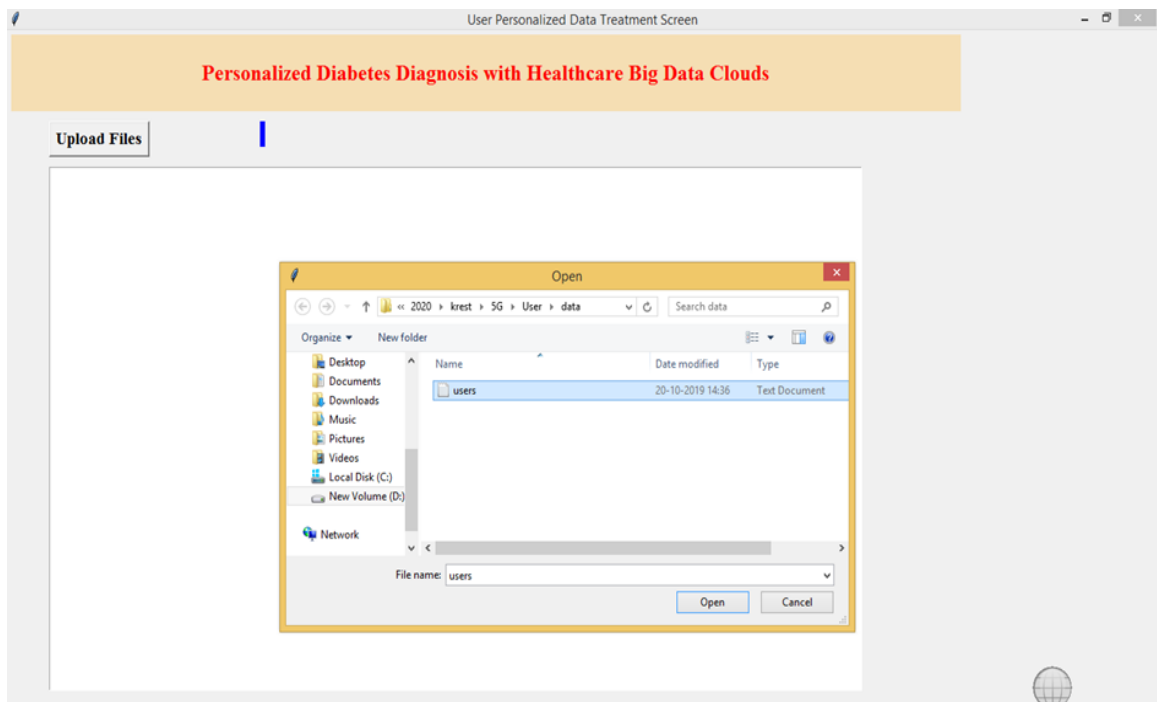 User Personalized Data Treatment Screen
Personalized Diabetes Diagnosis with Healthcare Big Data Clouds
Upload Files
Open
« 2020 › krest › 5G › User › data
Search data
Organize
New folder
Desktop
Documents
Downloads
Music
Pictures
Videos
Local Disk (C:)
New Volume (D:)
Network
Name Date modified Type
users 20-10-2019 14:36 Text Document
File name: users
Open Cancel